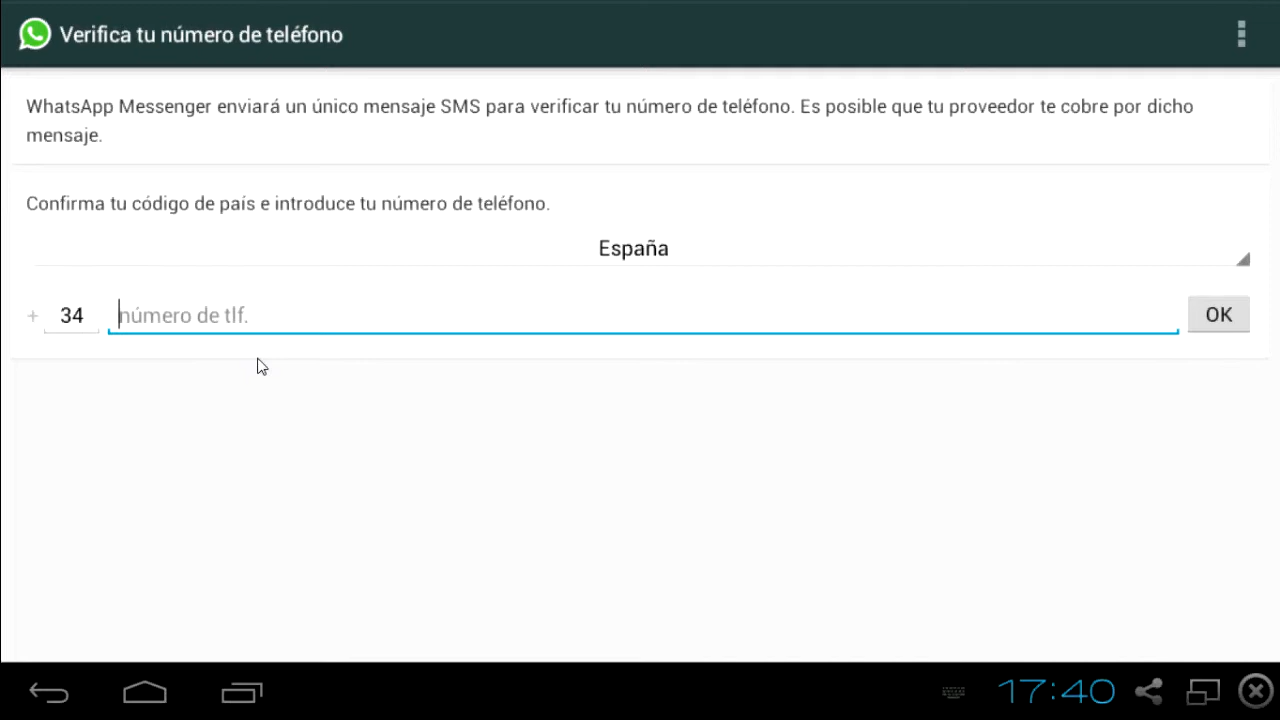 Verifica tu número de teléfono
WhatsApp Messenger enviará un único mensaje SMS para verificar tu número de teléfono. Es posible que tu proveedor te cobre por dicho
mensaje.
Confirma tu código de país e introduce tu número de teléfono.
España
+ 34 número de tlf. OK
17:40